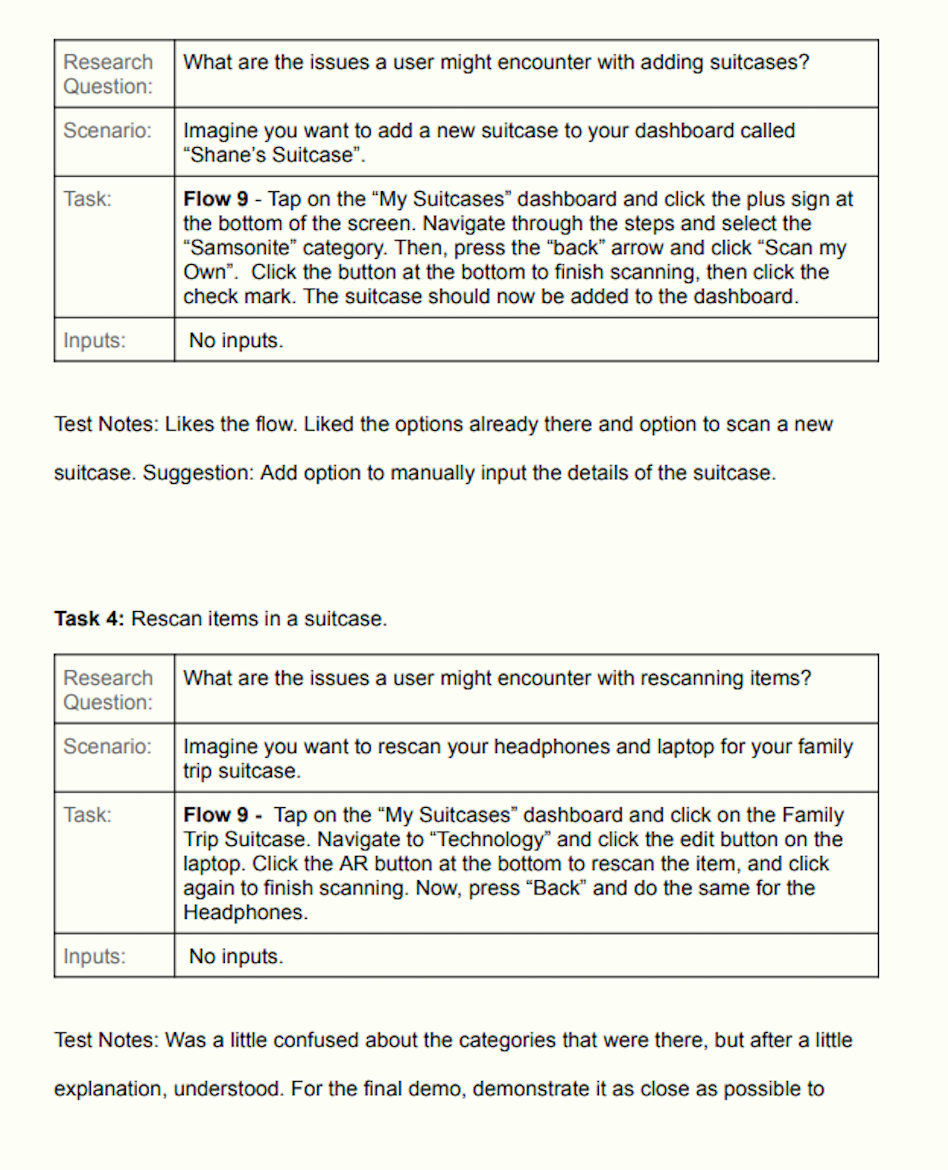 Research
Question:
What are the issues a user might encounter with adding suitcases?
Scenario:
Imagine you want to add a new suitcase to your dashboard called
“Shane’s Suitcase”.
Task:
Flow 9 - Tap on the “My Suitcases” dashboard and click the plus sign at
the bottom of the screen. Navigate through the steps and select the
“Samsonite” category. Then, press the “back” arrow and click “Scan my
Own”.  Click the button at the bottom to finish scanning, then click the
check mark. The suitcase should now be added to the dashboard.
Inputs:
No inputs.
Test Notes: Likes the flow. Liked the options already there and option to scan a new
suitcase. Suggestion: Add option to manually input the details of the suitcase.
Task 4: Rescan items in a suitcase.
Research
Question:
What are the issues a user might encounter with rescanning items?
Scenario:
Imagine you want to rescan your headphones and laptop for your family
trip suitcase.
Task:
Flow 9 -  Tap on the “My Suitcases” dashboard and click on the Family
Trip Suitcase. Navigate to “Technology” and click the edit button on the
laptop. Click the AR button at the bottom to rescan the item, and click
again to finish scanning. Now, press “Back” and do the same for the
Headphones.
Inputs:
No inputs.
Test Notes: Was a little confused about the categories that were there, but after a little
explanation, understood. For the final demo, demonstrate it as close as possible to